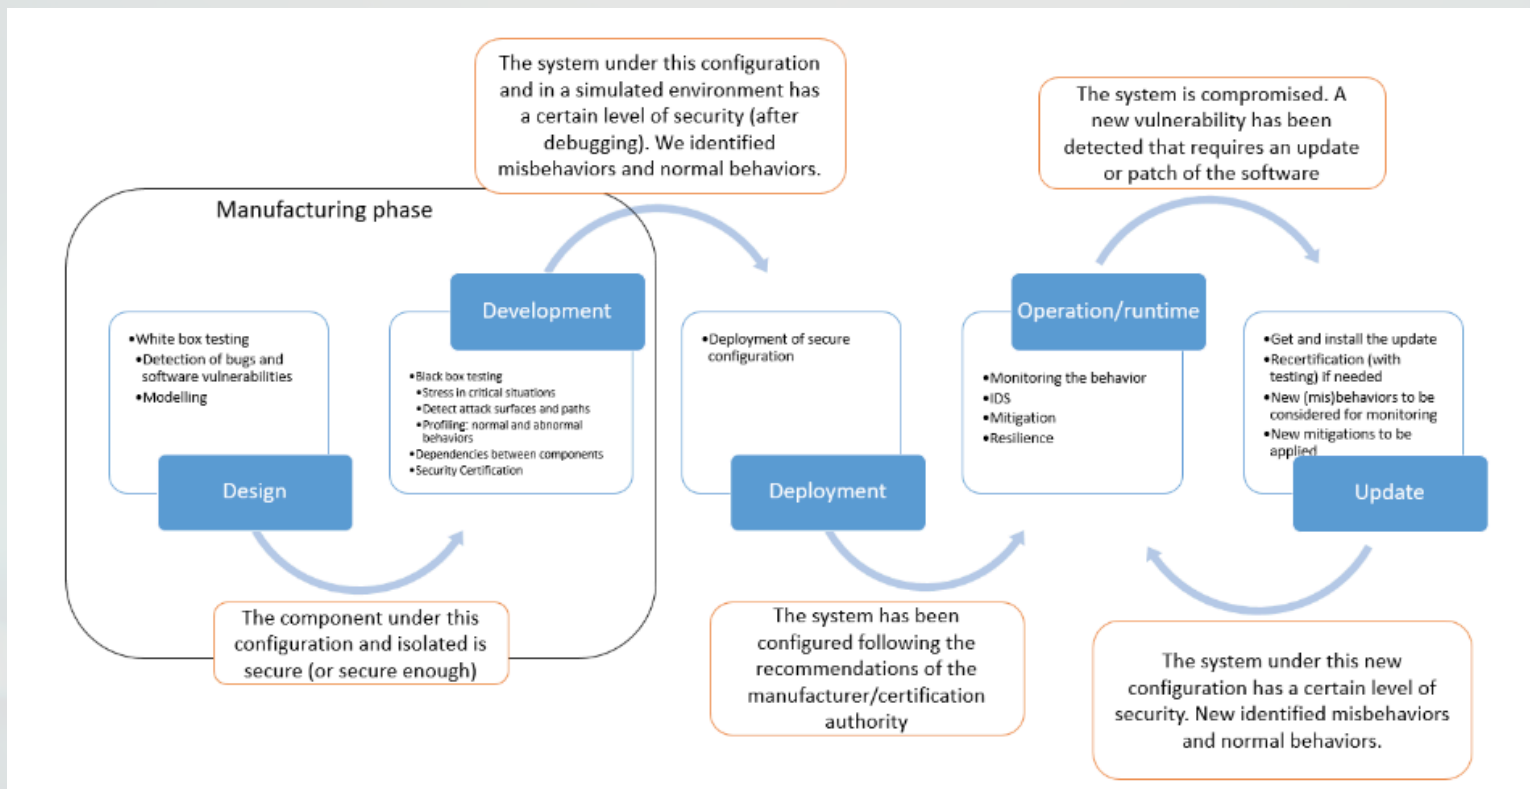 The system under this configuration
and in a simulated environment has
a certain level of security (after
debugging). We identified
misbehaviors and normal behaviors.
The system is compromised. A
new vulnerability has been
detected that requires an update
or patch of the software
Manufacturing phase
•White box testing
•Detection of bugs and
software vulnerabilities
•Modelling
Design
Development
•Black box testing
•Stress in critical situations
•Detect attack surfaces and paths
•Profiling: normal and abnormal
behaviors
•Dependencies between components
•Security Certification
•Deployment of secure
configuration
Deployment
Operation/runtime
•Monitoring the behavior
•IDS
•Mitigation
•Resilience
•Get and install the update
•Recertification (with
testing) if needed
•New (mis)behaviors to be
considered for monitoring
•New mitigations to be
applied
Update
The component under this
configuration and isolated is
secure (or secure enough)
The system has been
configured following the
recommendations of the
manufacturer/certification
authority
The system under this new
configuration has a certain level of
security. New identified misbehaviors
and normal behaviors.